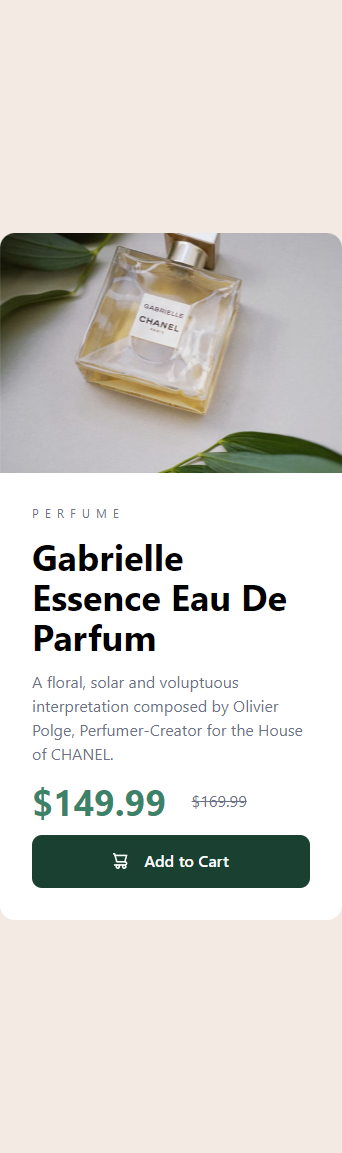 GABRIELLE
CHANEL
PARIS
PERFUME
Gabrielle
Essence Eau De
Parfum
A floral, solar and voluptuous
interpretation composed by Olivier
Polge, Perfumer-Creator for the House
of CHANEL.
$149.99 $169.99
Add to Cart